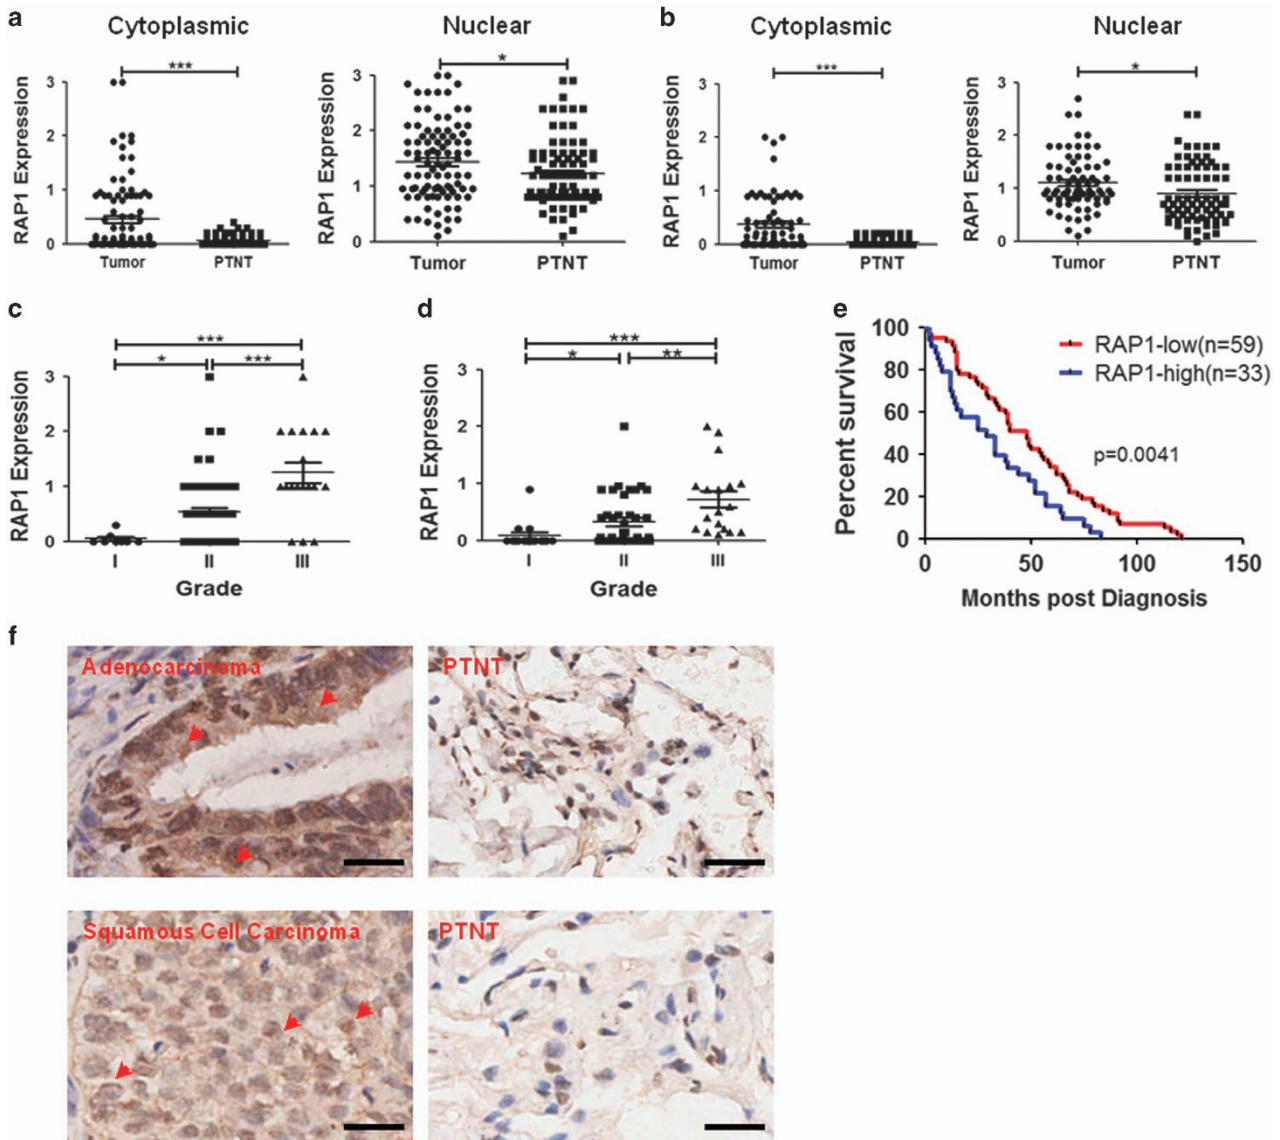 a
Cytoplasmic
Nuclear
***
*
RAP1 Expression
3
2
1
0
Tumor
PTNT
RAP1 Expression
3
2
1
0
Tumor
PTNT
b
Cytoplasmic
Nuclear
***
*
RAP1 Expression
3
2
1
0
Tumor
PTNT
RAP1 Expression
3
2
1
0
Tumor
PTNT
c
***
*
***
RAP1 Expression
3
2
1
0
I
II
III
Grade
d
***
*
**
RAP1 Expression
3
2
1
0
I
II
III
Grade
e
Percent survival
100
80
60
40
20
0
RAP1-low(n=59)
RAP1-high(n=33)
p=0.0041
0
50
100
150
Months post Diagnosis
f
Adenocarcinoma
PTNT
Squamous Cell Carcinoma
PTNT